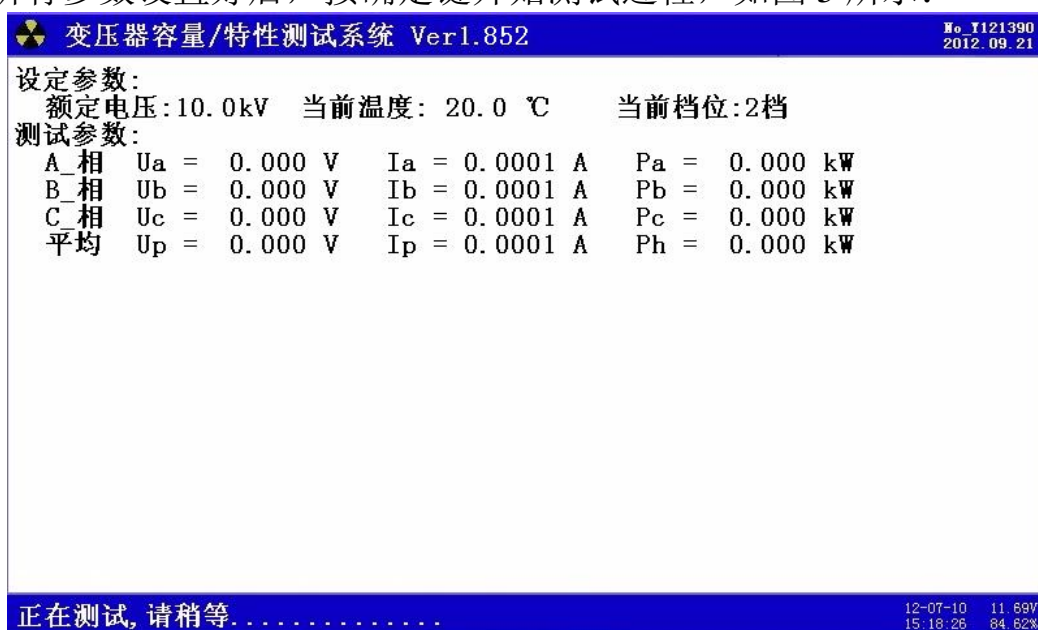 变压器容量/特性测试系统 Ver1.852
No_Y121390
2012.09.21
设定参数:
额定电压:10.0kV 当前温度: 20.0 ℃ 当前档位:2档
测试参数:
A_相 Ua = 0.000 V Ia = 0.0001 A Pa = 0.000 kW
B_相 Ub = 0.000 V Ib = 0.0001 A Pb = 0.000 kW
C_相 Uc = 0.000 V Ic = 0.0001 A Pc = 0.000 kW
平均 Up = 0.000 V Ip = 0.0001 A Ph = 0.000 kW
正在测试,请稍等..............
12-07-10 11.69V
15:18:26 84.62%